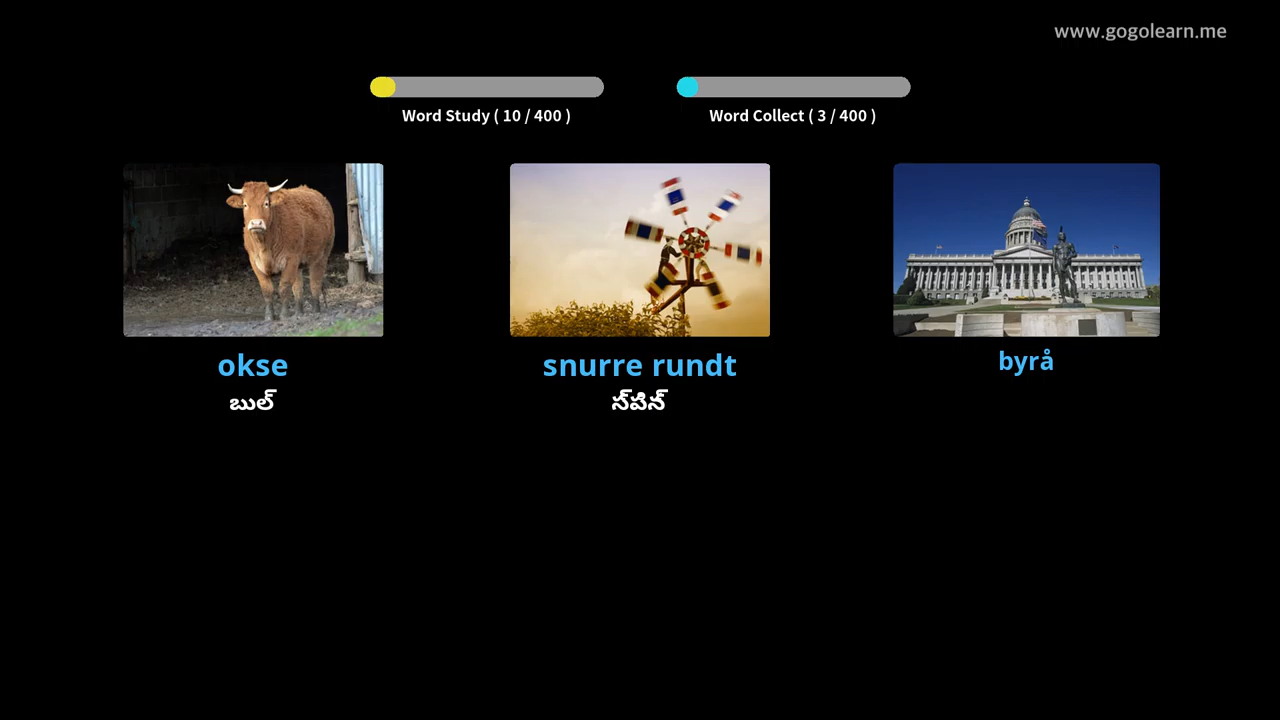 www.gogolearn.me
Word Study ( 10 / 400 )
Word Collect ( 3 / 400 )
okse
బుల్
snurre rundt
స్‌పిన్
byrå